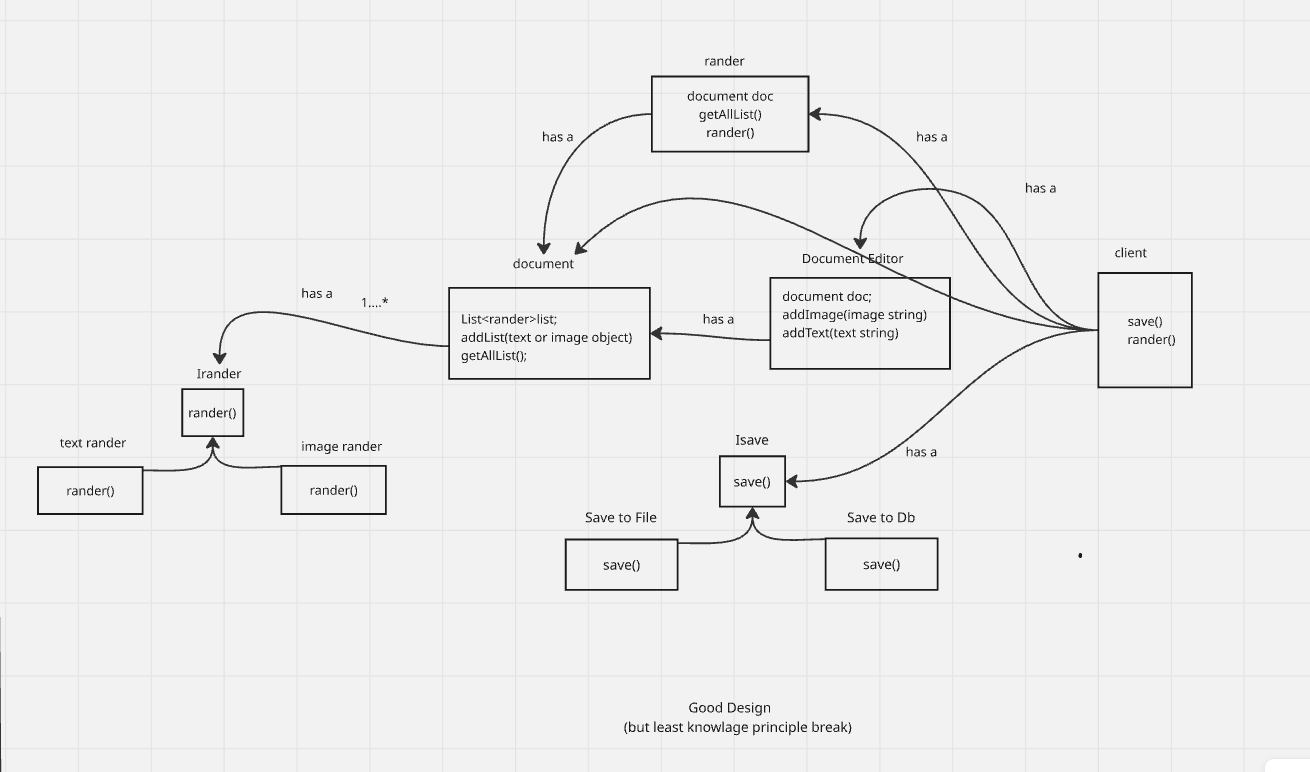 rander
document doc
getAllList()
rander()
has a
has a
has a
document
Document Editor
client
has a
1....*
List<rander>list;
addList(text or image object)
getAllList();
has a
document doc;
addImage(image string)
addText(text string)
save()
rander()
Irander
rander()
text rander
image rander
rander()
rander()
Isave
save()
has a
Save to File
Save to Db
save()
save()
Good Design
(but least knowlage principle break)